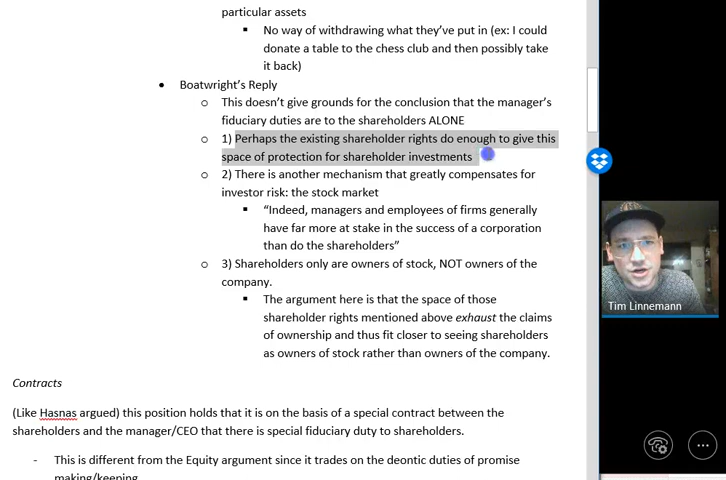 particular assets
▪ No way of withdrawing what they've put in (ex: I could
donate a table to the chess club and then possibly take
it back)
• Boatwright's Reply
o This doesn't give grounds for the conclusion that the manager's
fiduciary duties are to the shareholders ALONE
o 1) Perhaps the existing shareholder rights do enough to give this
space of protection for shareholder investments
o 2) There is another mechanism that greatly compensates for
investor risk: the stock market
▪ "Indeed, managers and employees of firms generally
have far more at stake in the success of a corporation
than do the shareholders"
o 3) Shareholders only are owners of stock, NOT owners of the
company.
▪ The argument here is that the space of those
shareholder rights mentioned above exhaust the claims
of ownership and thus fit closer to seeing shareholders
as owners of stock rather than owners of the company.
Contracts
(Like Hasnas argued) this position holds that it is on the basis of a special contract between the
shareholders and the manager/CEO that there is special fiduciary duty to shareholders.
- This is different from the Equity argument since it trades on the deontic duties of promise
making/keeping
Tim Linnemann